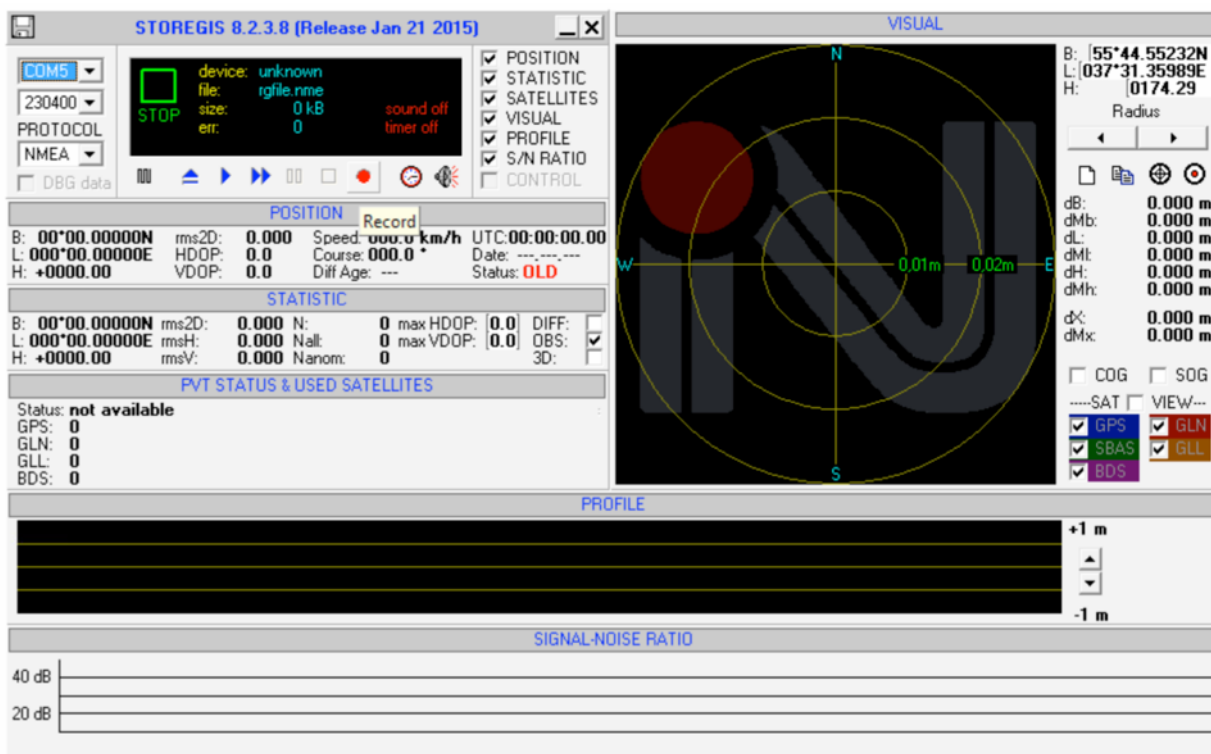 STOREGIS 8.2.3.8 (Release Jan 21 2015)
COM5
230400
PROTOCOL
NMEA
DBG data
STOP
device: unknown
file: rgfile.nme
size: 0 kB sound off
err: 0 timer off
POSITION
STATISTIC
SATELLITES
VISUAL
PROFILE
S/N RATIO
CONTROL
POSITION
Record
B: 00°00.00000N rms2D: 0.000 Speed: 000.0 km/h UTC:00:00:00.00
L: 000°00.00000E HDOP: 0.0 Course: 000.0 ° Date: ---.---.---
H: +0000.00 VDOP: 0.0 Diff Age: --- Status: OLD
STATISTIC
B: 00°00.00000N rms2D: 0.000 N: 0 max HDOP: [0.0] DIFF:
L: 000°00.00000E rmsH: 0.000 Nall: 0 max VDOP: [0.0] OBS:
H: +0000.00 rmsV: 0.000 Nanom: 0 3D:
PVT STATUS & USED SATELLITES
Status: not available
GPS: 0
GLN: 0
GLL: 0
BDS: 0
VISUAL
N
W
0,01m
0,02m
E
S
B: 55°44.55232N
L: 037°31.35989E
H: 0174.29
Radius
dB: 0.000 m
dMb: 0.000 m
dL: 0.000 m
dMl: 0.000 m
dH: 0.000 m
dMh: 0.000 m
dX: 0.000 m
dMx: 0.000 m
COG SOG
-----SAT VIEW---
GPS GLN
SBAS GLL
BDS
PROFILE
+1 m
-1 m
SIGNAL-NOISE RATIO
40 dB
20 dB